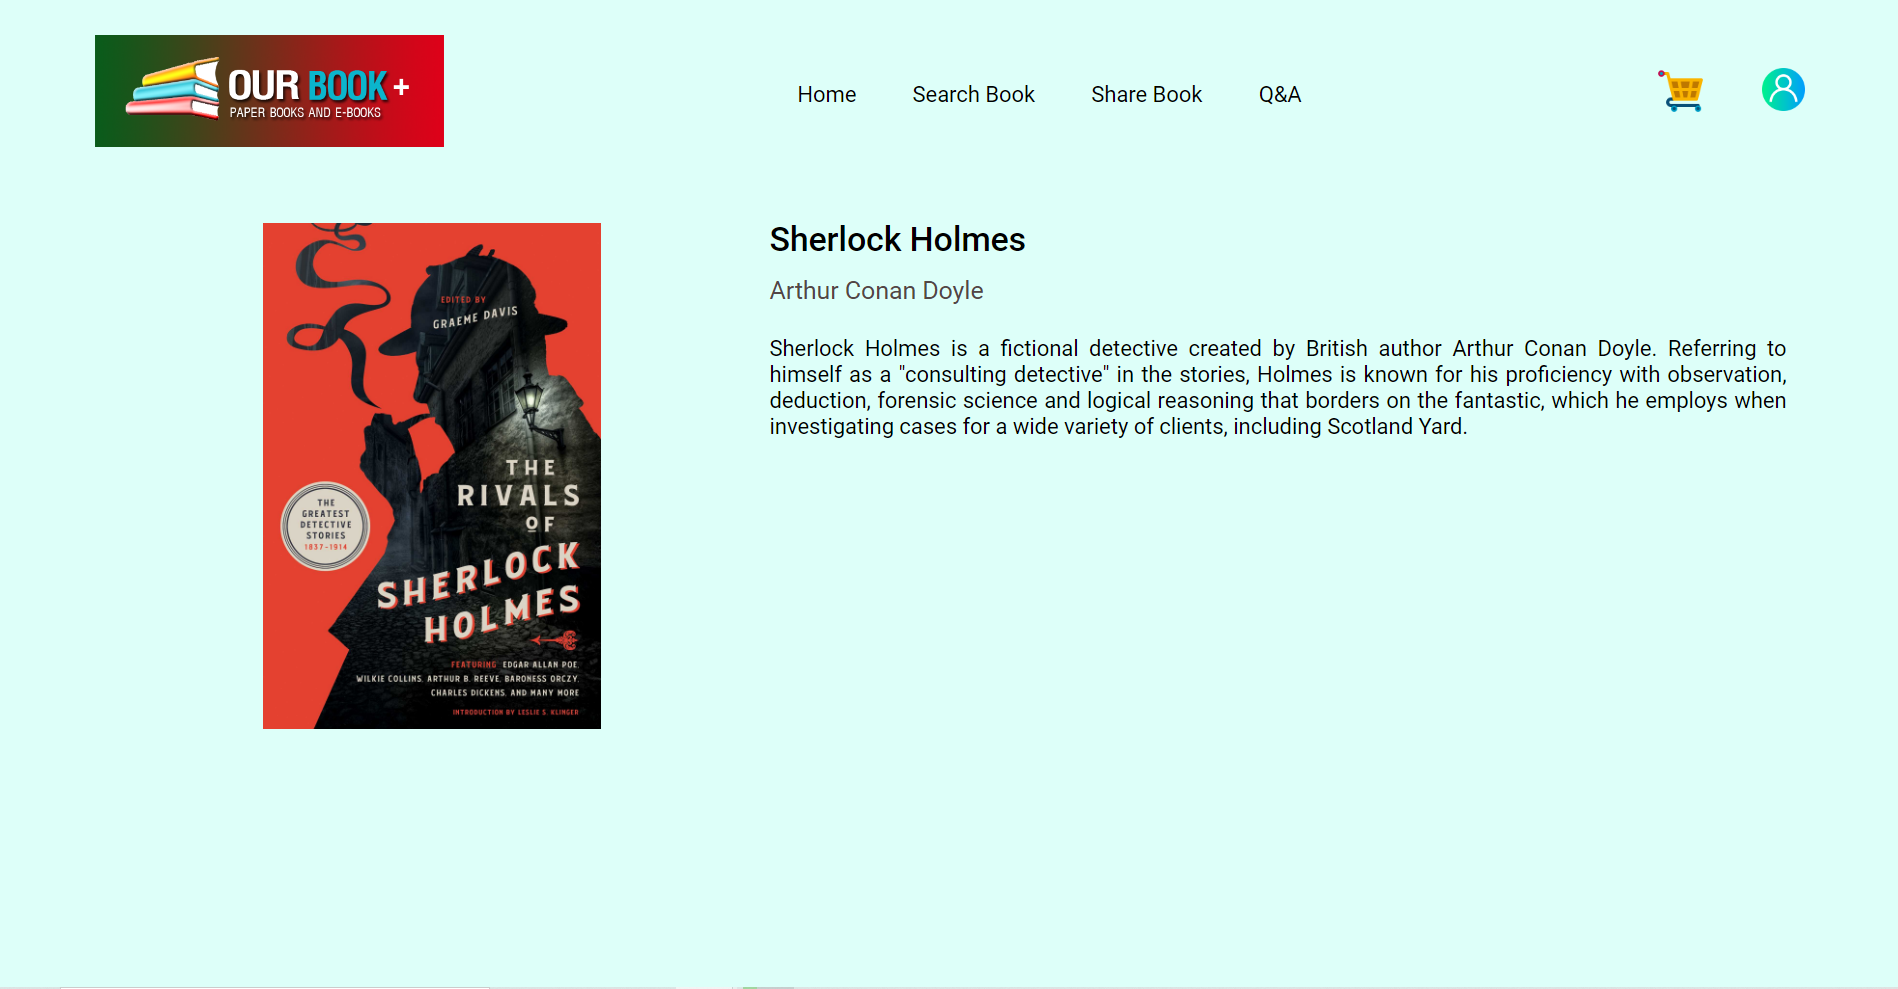 OUR BOOK +
PAPER BOOKS AND E-BOOKS
Home
Search Book
Share Book
Q&A
EDITED BY
GRAEME DAVIS
THE
RIVALS
OF
SHERLOCK
HOLMES
THE
GREATEST
DETECTIVE
STORIES
1837-1914
FEATURING EDGAR ALLAN POE,
WILKIE COLLINS, ARTHUR B. REEVE, BARONESS ORCZY,
CHARLES DICKENS, AND MANY MORE
INTRODUCTION BY LESLIE S. KLINGER
Sherlock Holmes
Arthur Conan Doyle
Sherlock Holmes is a fictional detective created by British author Arthur Conan Doyle. Referring to
himself as a "consulting detective" in the stories, Holmes is known for his proficiency with observation,
deduction, forensic science and logical reasoning that borders on the fantastic, which he employs when
investigating cases for a wide variety of clients, including Scotland Yard.